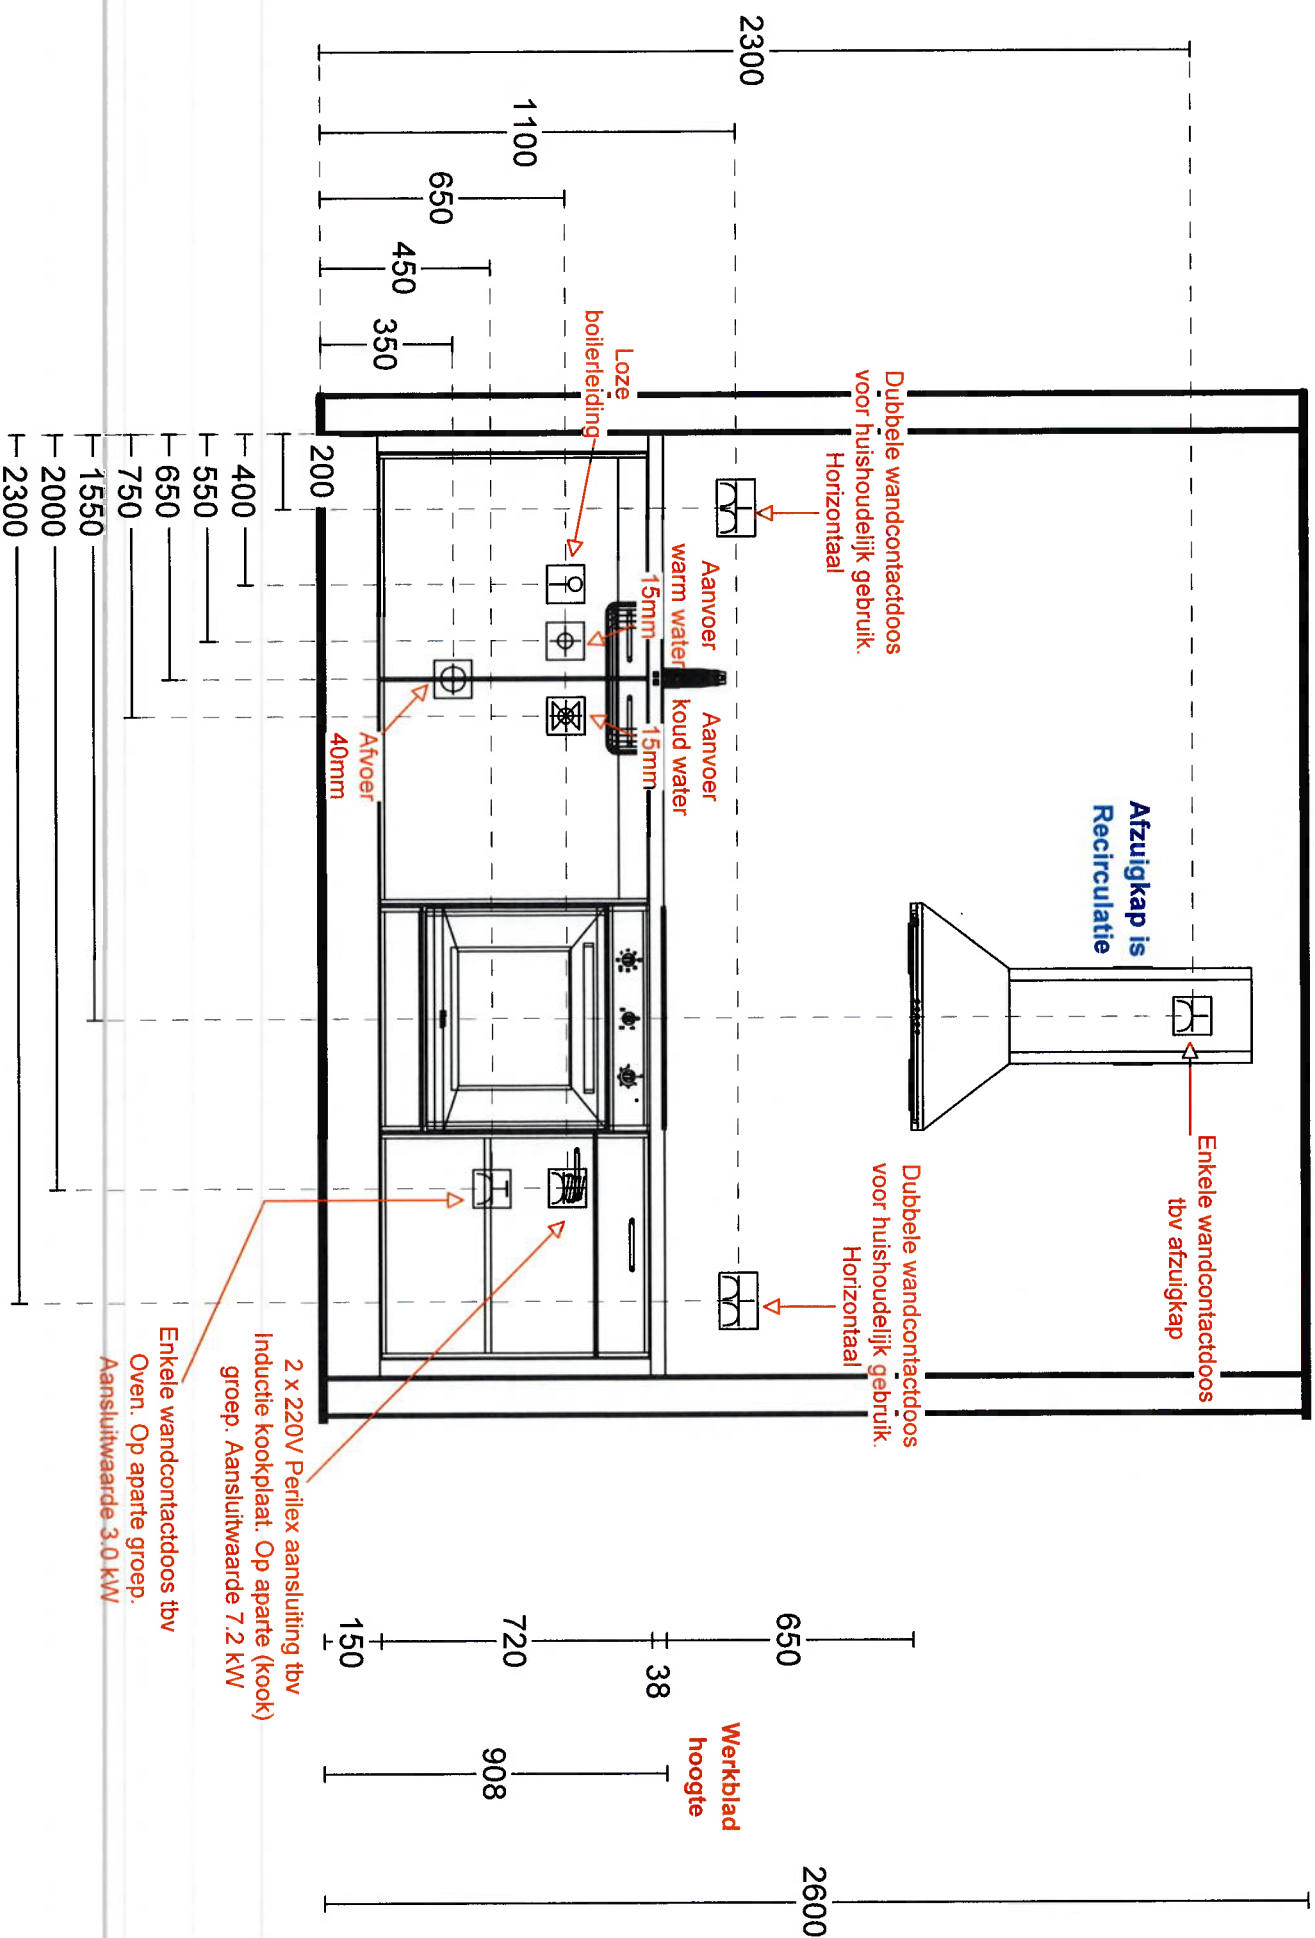 2300
1100
650
450
350
Dubbele wandcontactdoos
voor huishoudelijk gebruik.
Horizontaal
Loze
boilerleiding
Aanvoer
warm water
15mm
Aanvoer
koud water
15mm
Afvoer
40mm
Afzuigkap is
Recirculatie
Enkele wandcontactdoos
tbv afzuigkap
Dubbele wandcontactdoos
voor huishoudelijk gebruik.
Horizontaal
2 x 220V Perilex aansluiting tbv
Inductie kookplaat. Op aparte (kook)
groep. Aansluitwaarde 7.2 kW
Enkele wandcontactdoos tbv
Oven. Op aparte groep.
Aansluitwaarde 3.0 kW
200
400
550
650
750
1550
2000
2300
650
38
720
150
Werkblad
hoogte
908
2600